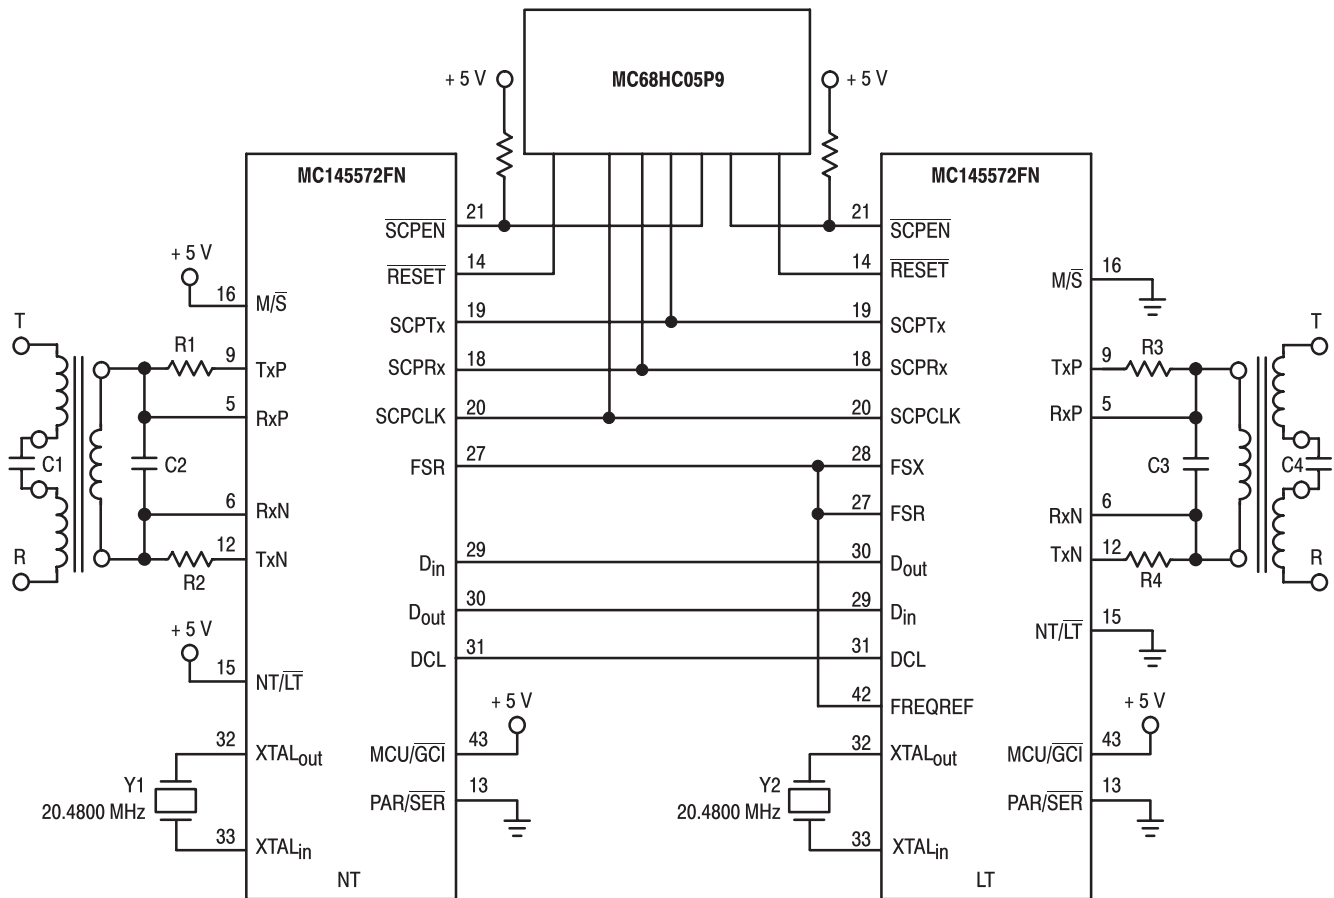 MC68HC05P9
+ 5 V
+ 5 V
MC145572FN
MC145572FN
21
SCPEN
21
SCPEN
14
RESET
14
RESET
+ 5 V
16
M/S
16
M/S
19
SCPTx
19
SCPTx
T
R1
9
TxP
18
SCPRx
18
SCPRx
9
TxP
R3
T
5
RxP
20
SCPCLK
20
SCPCLK
5
RxP
C1
C2
27
FSR
28
FSX
C3
C4
6
RxN
27
FSR
6
RxN
R
12
TxN
R2
29
Din
30
Dout
12
TxN
R4
R
+ 5 V
30
Dout
29
Din
15
NT/LT
15
NT/LT
31
DCL
31
DCL
42
FREQREF
+ 5 V
+ 5 V
32
XTALout
43
MCU/GCI
32
XTALout
43
MCU/GCI
Y1
20.4800 MHz
13
PAR/SER
Y2
20.4800 MHz
13
PAR/SER
33
XTALin
33
XTALin
NT
LT